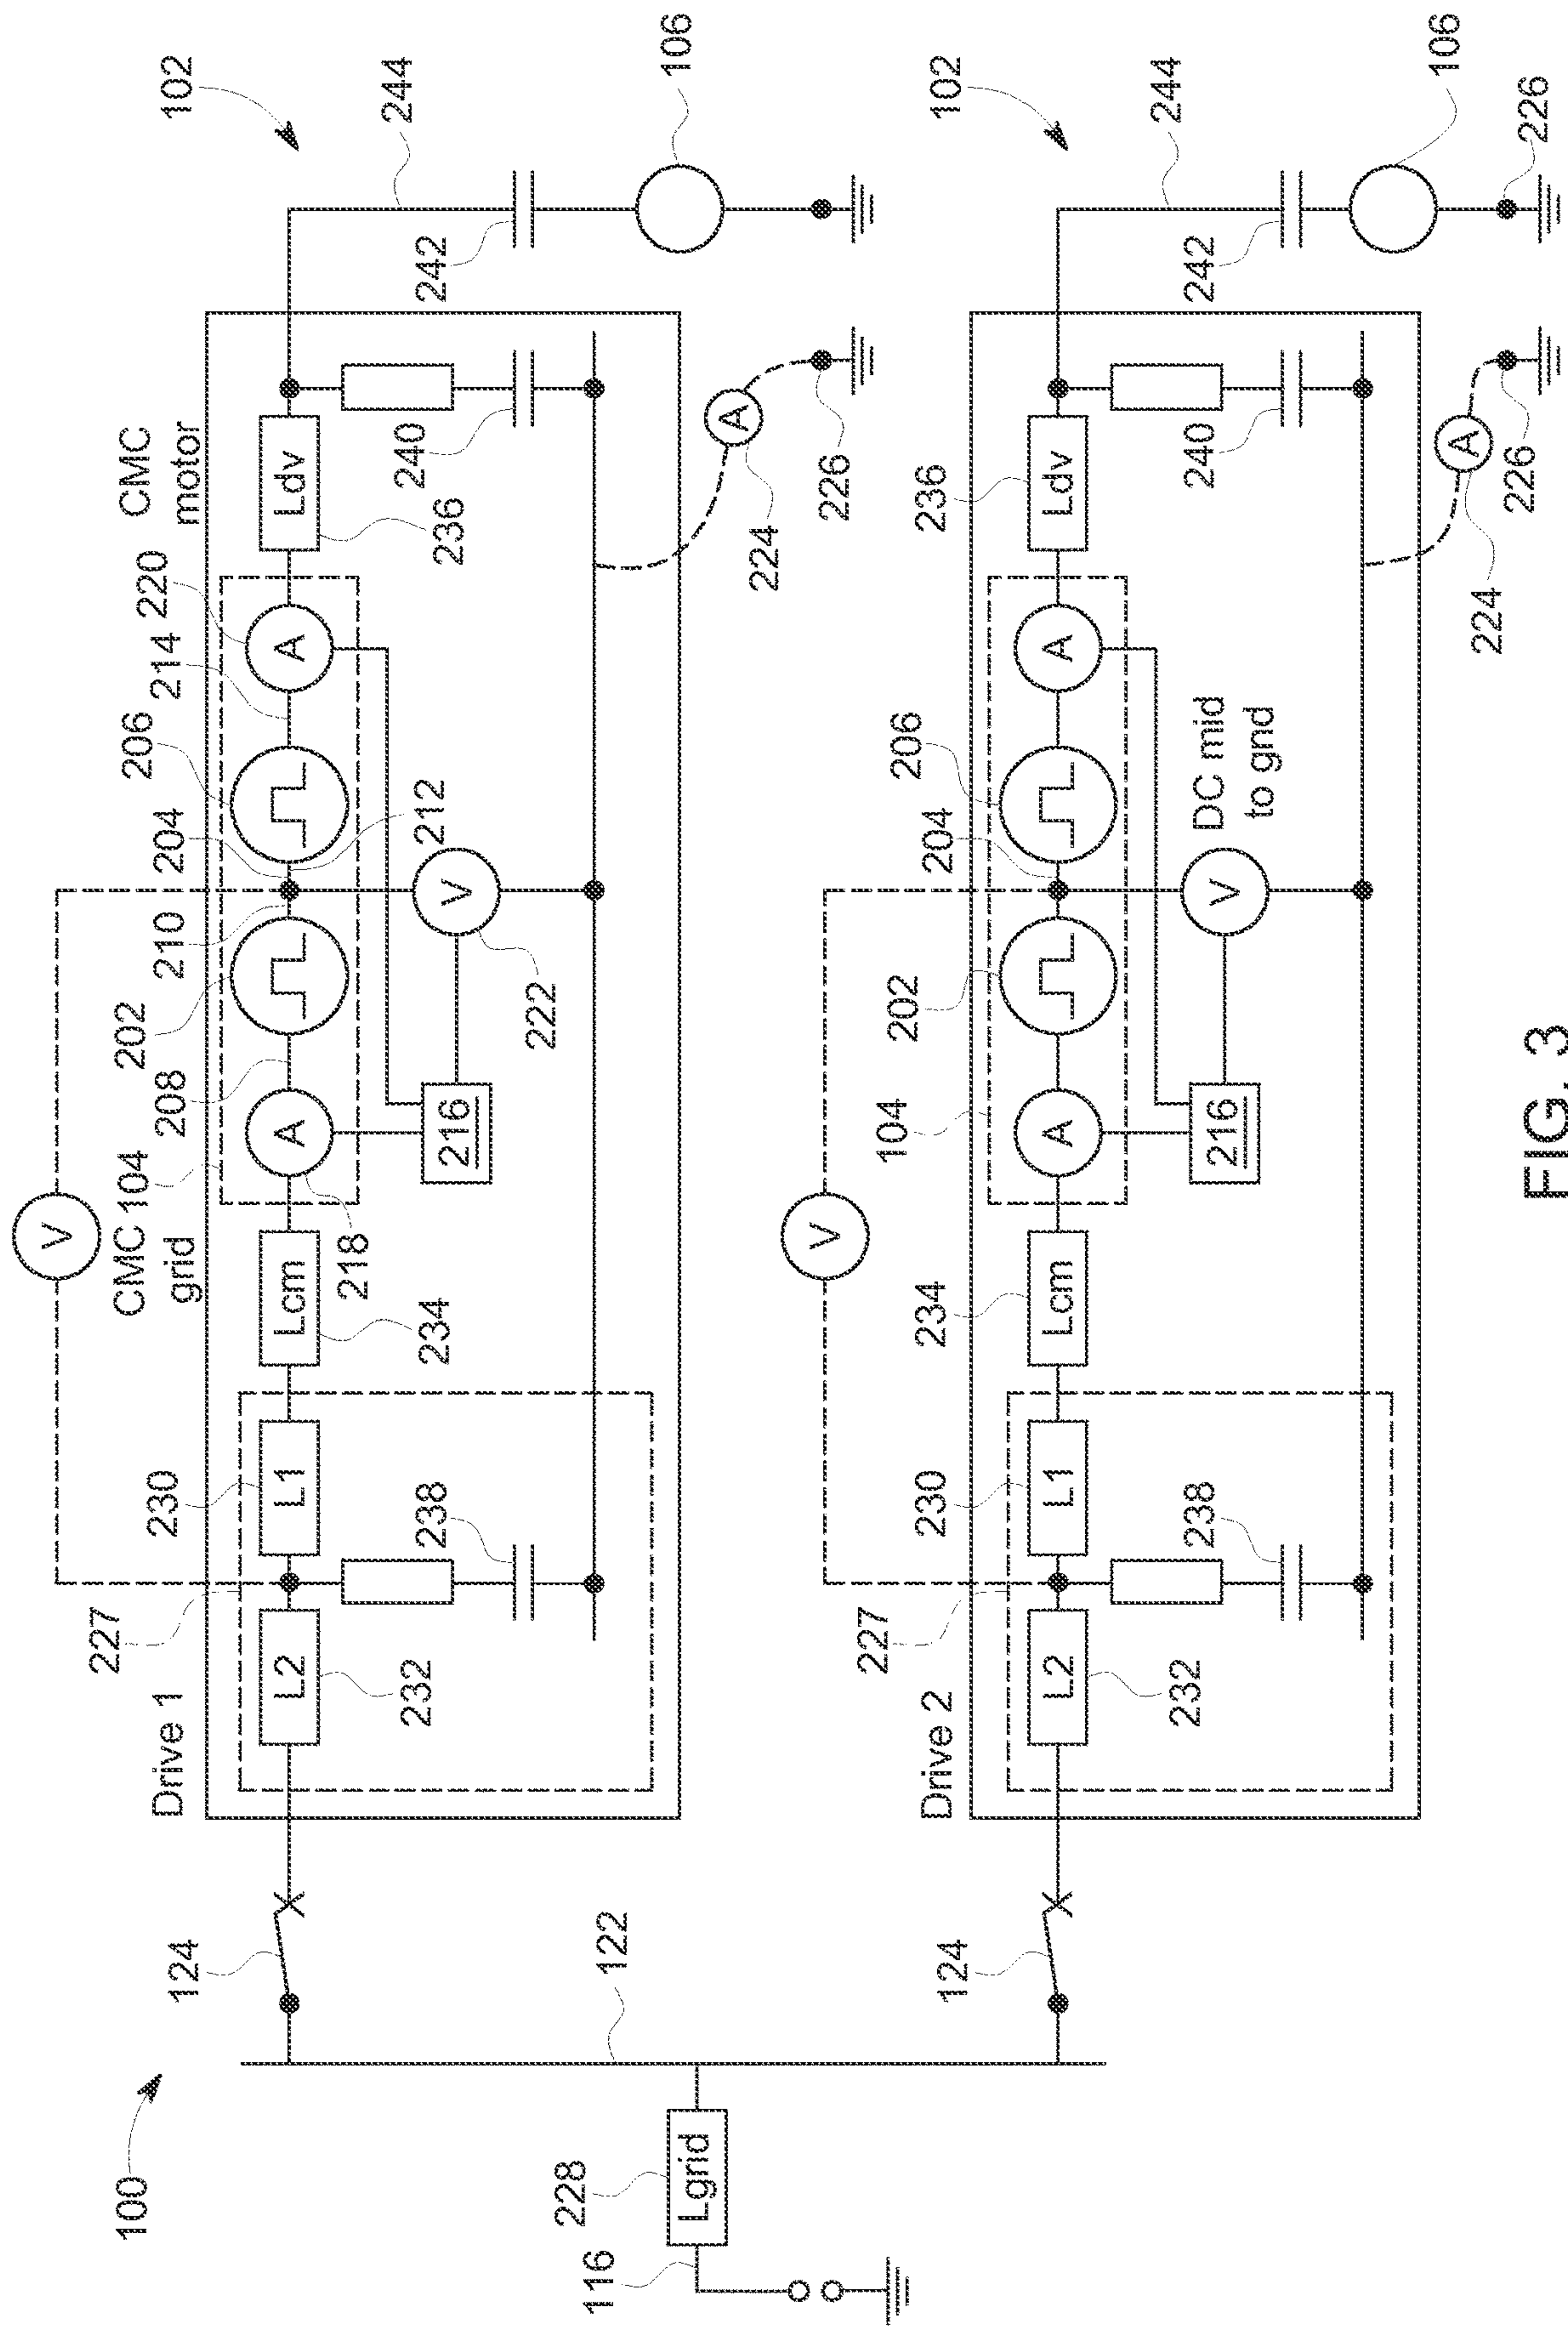 V
100
Drive 1
227
230
CMC
grid
104
208
202
210
204
206
214
220
CMC
motor
102
124
L2
L1
Lcm
A
A
Ldv
232
238
234
218
216
V
222
212
236
240
242
244
A
224
226
106
122
116
228
Lgrid
V
Drive 2
227
230
234
104
202
204
206
236
102
124
L2
L1
Lcm
A
A
Ldv
232
238
216
V
DC mid
to gnd
240
242
244
A
224
226
106
226
FIG. 3